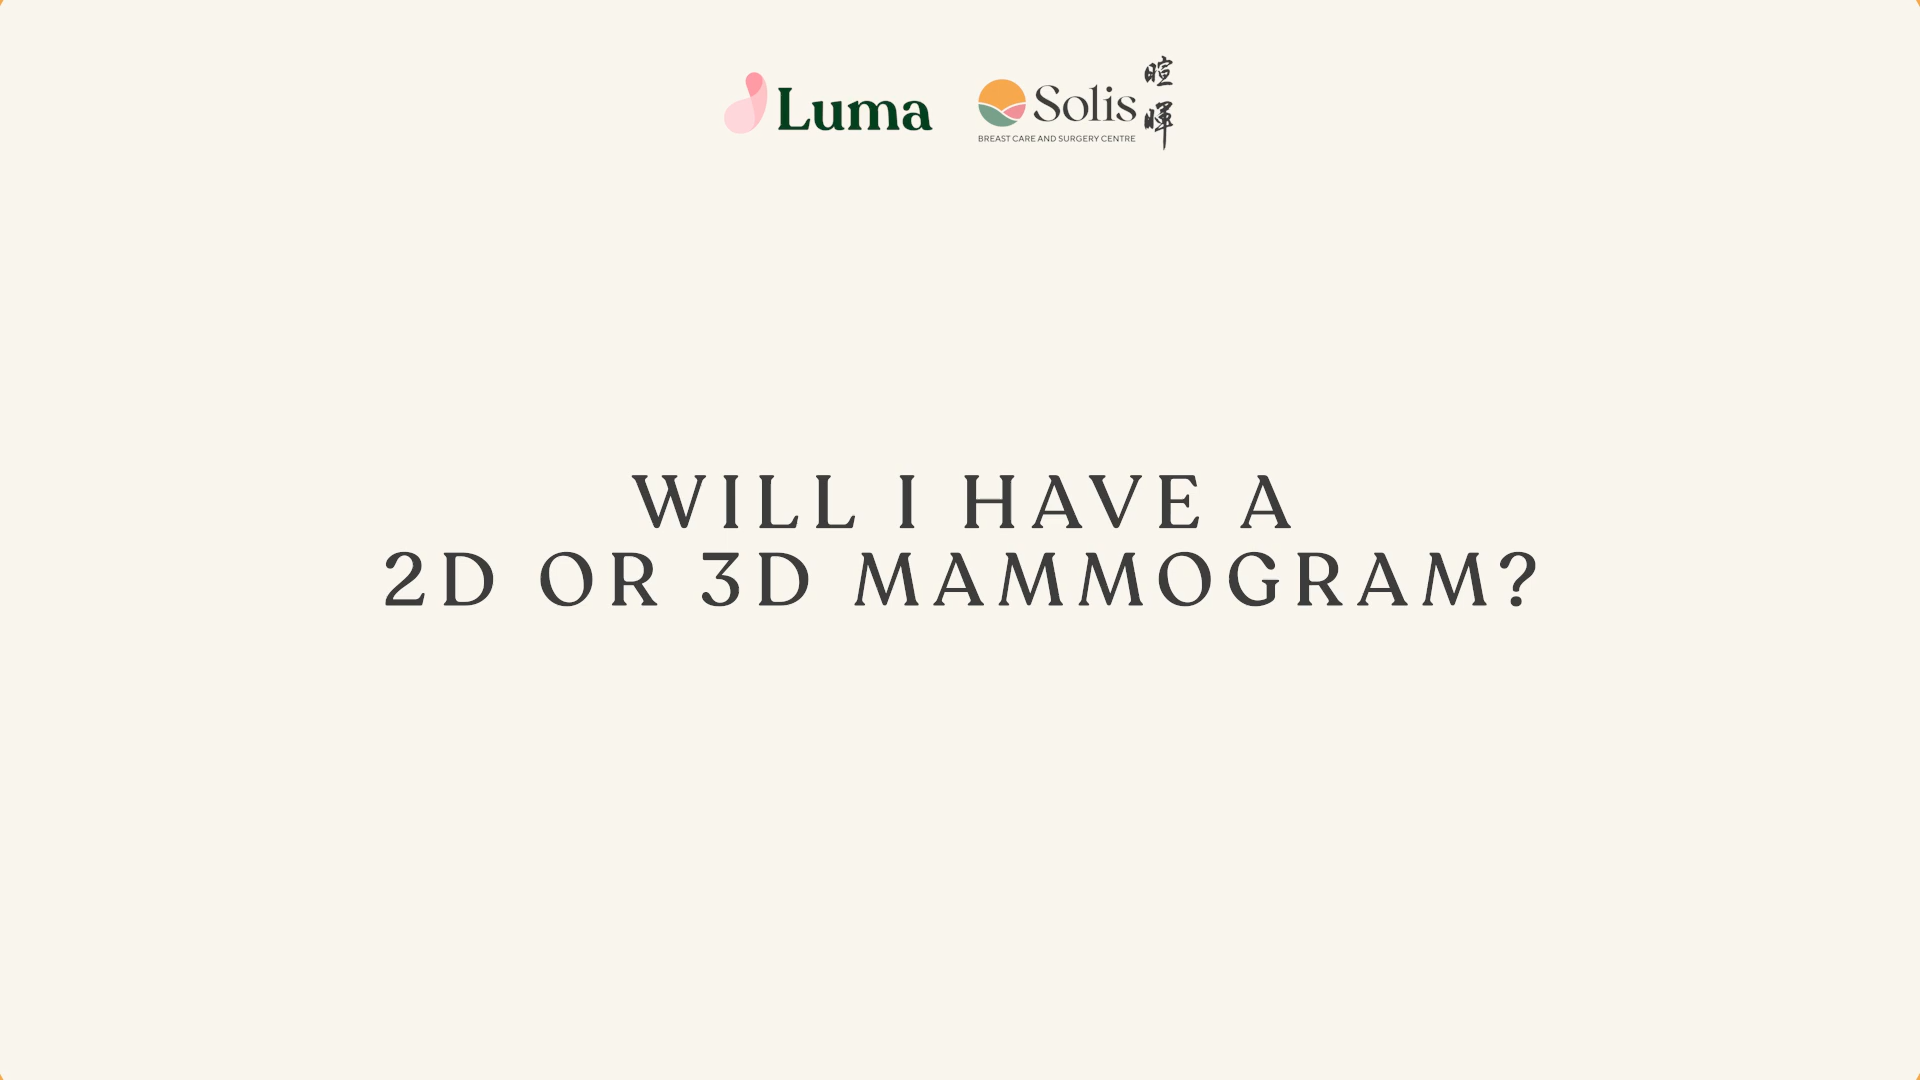 Luma
Solis
BREAST CARE AND SURGERY CENTRE
暄暉
WILL I HAVE A
2D OR 3D MAMMOGRAM?